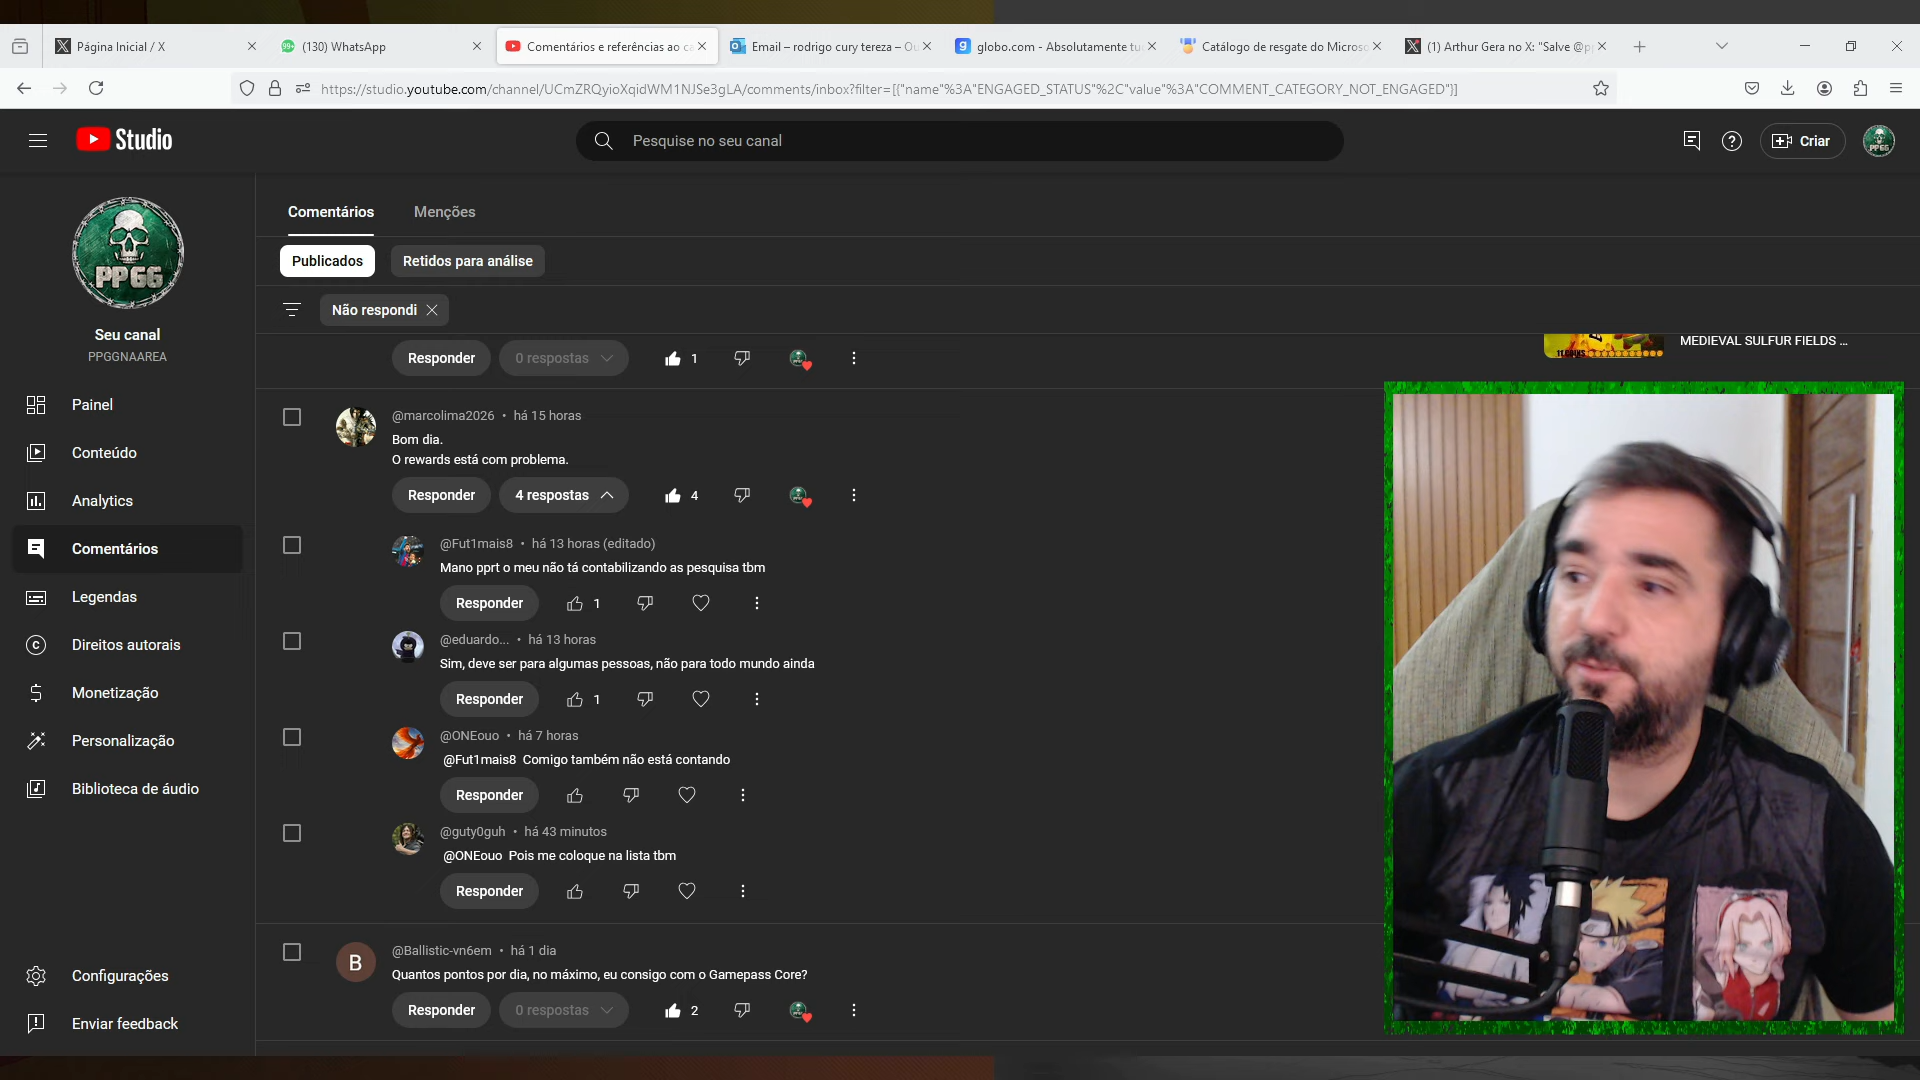 Página Inicial / X
(130) WhatsApp
Comentários e referências ao ca
Email – rodrigo cury tereza – Ou
globo.com - Absolutamente tu
Catálogo de resgate do Micros
(1) Arthur Gera no X: "Salve @p
https://studio.youtube.com/channel/UCmZRQyioXqidWM1NJSe3gLA/comments/inbox?filter=[{"name"%3A"ENGAGED_STATUS"%2C"value"%3A"COMMENT_CATEGORY_NOT_ENGAGED"}]
Studio
Pesquise no seu canal
Criar
PPGG
Seu canal
PPGGNAAREA
Painel
Conteúdo
Analytics
Comentários
Legendas
Direitos autorais
Monetização
Personalização
Biblioteca de áudio
Configurações
Enviar feedback
Comentários
Menções
Publicados
Retidos para análise
Não respondi
Responder
0 respostas
1
MEDIEVAL SULFUR FIELDS ...
@marcolima2026 • há 15 horas
Bom dia.
O rewards está com problema.
Responder
4 respostas
4
@Fut1mais8 • há 13 horas (editado)
Mano pprt o meu não tá contabilizando as pesquisa tbm
Responder
1
@eduardo... • há 13 horas
Sim, deve ser para algumas pessoas, não para todo mundo ainda
Responder
1
@ONEouo • há 7 horas
@Fut1mais8 Comigo também não está contando
Responder
@guty0guh • há 43 minutos
@ONEouo Pois me coloque na lista tbm
Responder
B
@Ballistic-vn6em • há 1 dia
Quantos pontos por dia, no máximo, eu consigo com o Gamepass Core?
Responder
0 respostas
2